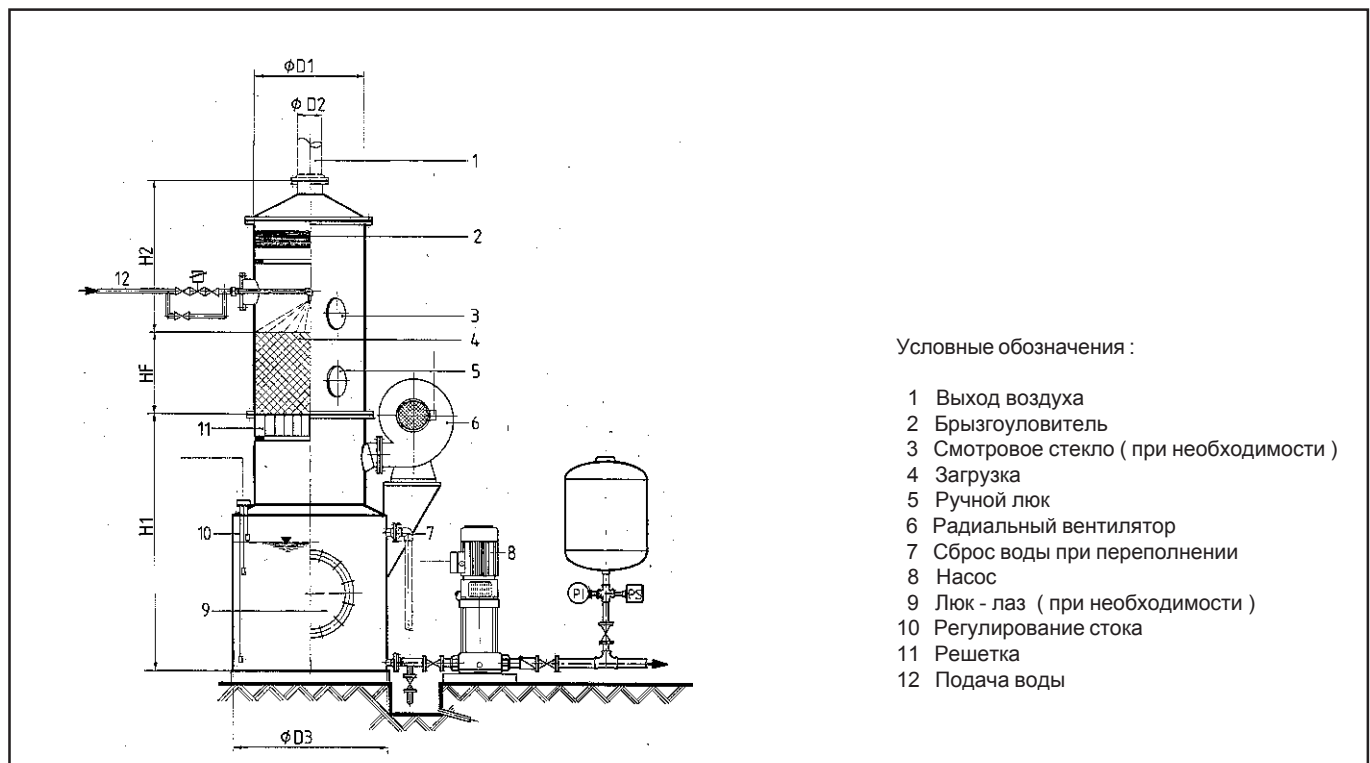 ϕD1
ϕ D2
1
2
H2
12
3
4
HF
5
6
11
H1
10
7
8
9
PI
PS
ϕD3
Условные обозначения :
1 Выход воздуха
2 Брызгоуловитель
3 Смотровое стекло ( при необходимости )
4 Загрузка
5 Ручной люк
6 Радиальный вентилятор
7 Сброс воды при переполнении
8 Насос
9 Люк - лаз ( при необходимости )
10 Регулирование стока
11 Решетка
12 Подача воды